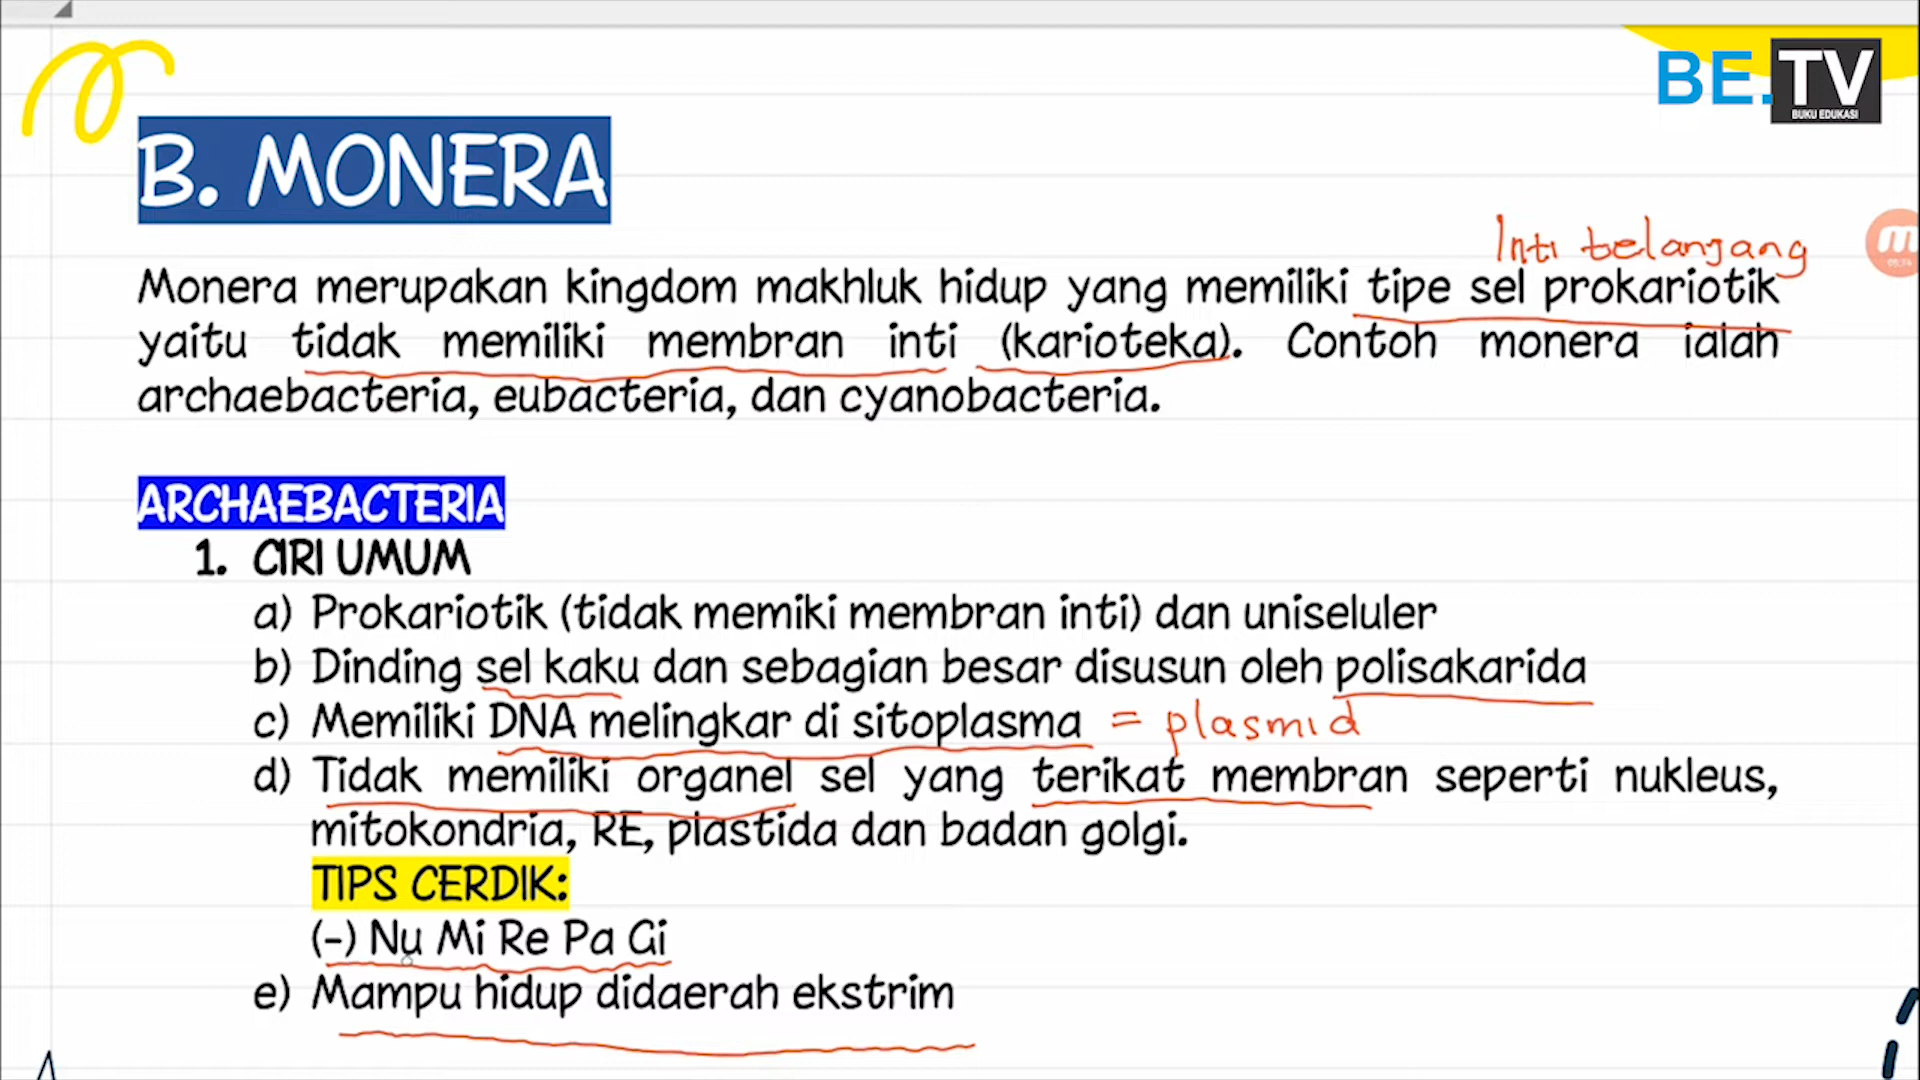 BE.TV
BUKU EDUKASI
B. MONERA
Inti telanjang
Monera merupakan kingdom makhluk hidup yang memiliki tipe sel prokariotik
yaitu tidak memiliki membran inti (karioteka). Contoh monera ialah
archaebacteria, eubacteria, dan cyanobacteria.
ARCHAEBACTERIA
1. CIRI UMUM
a) Prokariotik (tidak memiki membran inti) dan uniseluler
b) Dinding sel kaku dan sebagian besar disusun oleh polisakarida
c) Memiliki DNA melingkar di sitoplasma = plasmid
d) Tidak memiliki organel sel yang terikat membran seperti nukleus,
mitokondria, RE, plastida dan badan golgi.
TIPS CERDIK:
(-) Nu Mi Re Pa Gi
e) Mampu hidup didaerah ekstrim